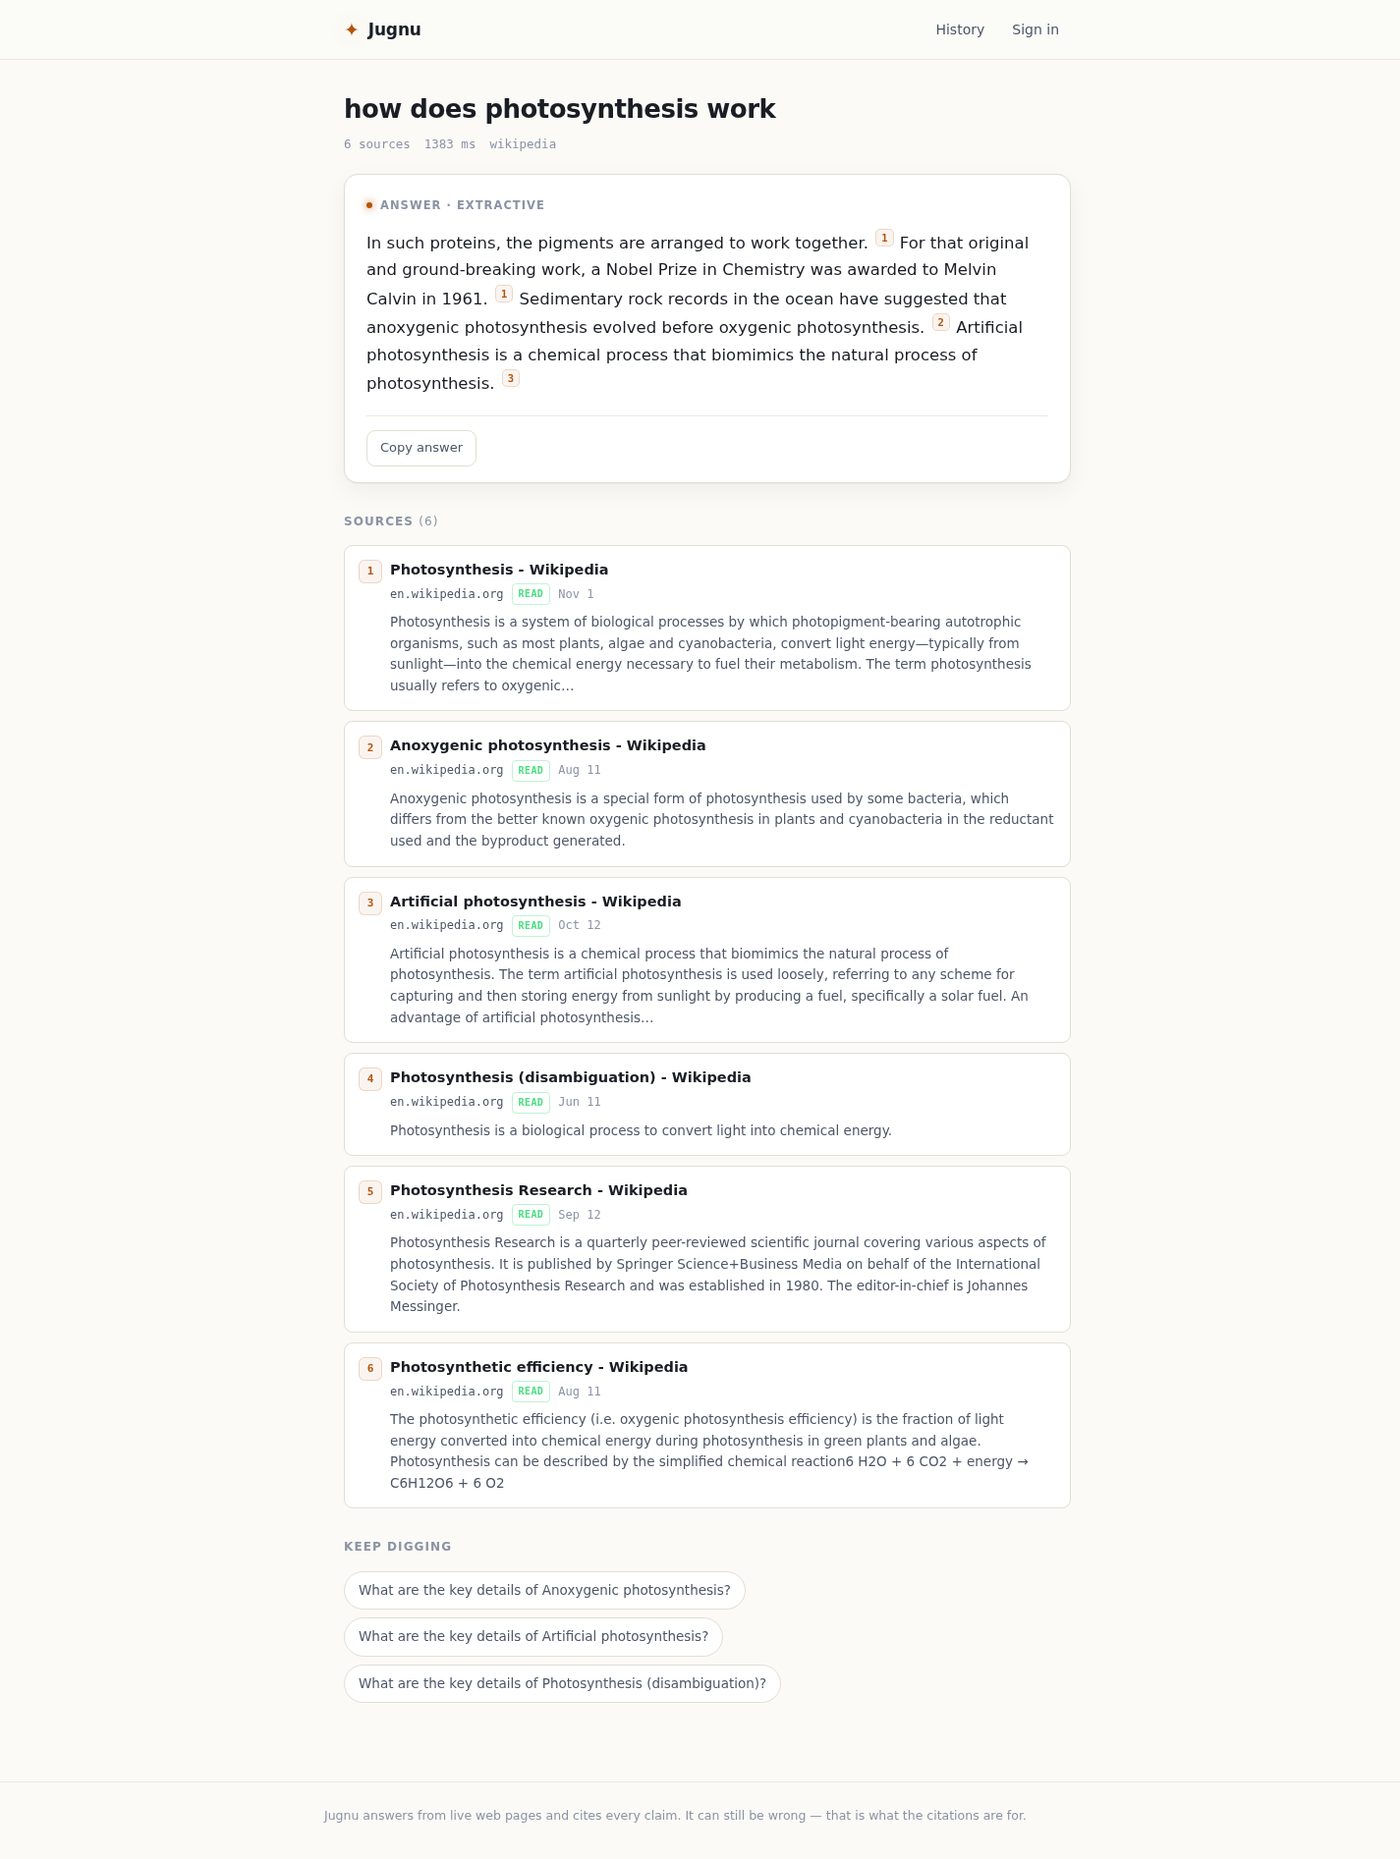 ✦ Jugnu
History Sign in
how does photosynthesis work
6 sources 1383 ms wikipedia
ANSWER · EXTRACTIVE
In such proteins, the pigments are arranged to work together. 1 For that original
and ground-breaking work, a Nobel Prize in Chemistry was awarded to Melvin
Calvin in 1961. 1 Sedimentary rock records in the ocean have suggested that
anoxygenic photosynthesis evolved before oxygenic photosynthesis. 2 Artificial
photosynthesis is a chemical process that biomimics the natural process of
photosynthesis. 3
Copy answer
SOURCES (6)
1 Photosynthesis - Wikipedia
en.wikipedia.org READ Nov 1
Photosynthesis is a system of biological processes by which photopigment-bearing autotrophic
organisms, such as most plants, algae and cyanobacteria, convert light energy—typically from
sunlight—into the chemical energy necessary to fuel their metabolism. The term photosynthesis
usually refers to oxygenic…
2 Anoxygenic photosynthesis - Wikipedia
en.wikipedia.org READ Aug 11
Anoxygenic photosynthesis is a special form of photosynthesis used by some bacteria, which
differs from the better known oxygenic photosynthesis in plants and cyanobacteria in the reductant
used and the byproduct generated.
3 Artificial photosynthesis - Wikipedia
en.wikipedia.org READ Oct 12
Artificial photosynthesis is a chemical process that biomimics the natural process of
photosynthesis. The term artificial photosynthesis is used loosely, referring to any scheme for
capturing and then storing energy from sunlight by producing a fuel, specifically a solar fuel. An
advantage of artificial photosynthesis…
4 Photosynthesis (disambiguation) - Wikipedia
en.wikipedia.org READ Jun 11
Photosynthesis is a biological process to convert light into chemical energy.
5 Photosynthesis Research - Wikipedia
en.wikipedia.org READ Sep 12
Photosynthesis Research is a quarterly peer-reviewed scientific journal covering various aspects of
photosynthesis. It is published by Springer Science+Business Media on behalf of the International
Society of Photosynthesis Research and was established in 1980. The editor-in-chief is Johannes
Messinger.
6 Photosynthetic efficiency - Wikipedia
en.wikipedia.org READ Aug 11
The photosynthetic efficiency (i.e. oxygenic photosynthesis efficiency) is the fraction of light
energy converted into chemical energy during photosynthesis in green plants and algae.
Photosynthesis can be described by the simplified chemical reaction6 H2O + 6 CO2 + energy →
C6H12O6 + 6 O2
KEEP DIGGING
What are the key details of Anoxygenic photosynthesis?
What are the key details of Artificial photosynthesis?
What are the key details of Photosynthesis (disambiguation)?
Jugnu answers from live web pages and cites every claim. It can still be wrong — that is what the citations are for.